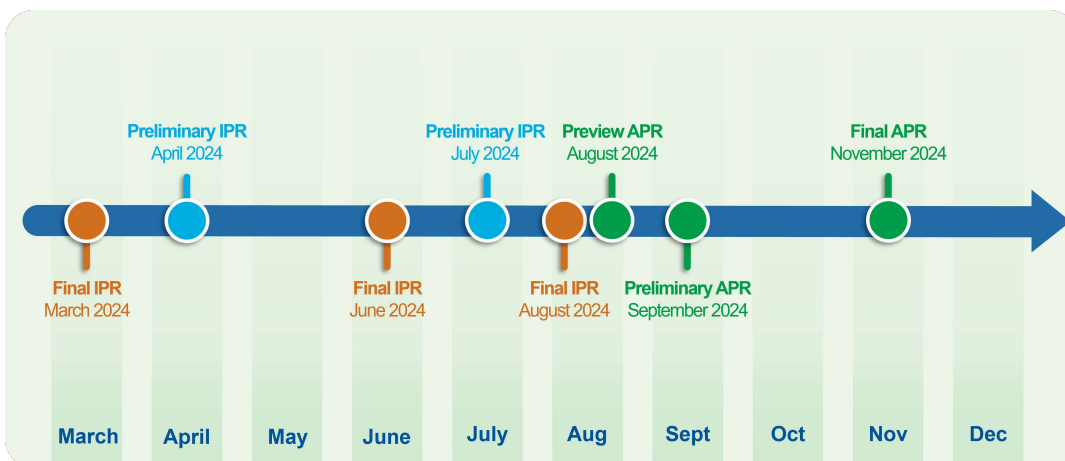 Preliminary IPR
April 2024
Preliminary IPR
July 2024
Preview APR
August 2024
Final APR
November 2024
Final IPR
March 2024
Final IPR
June 2024
Final IPR
August 2024
Preliminary APR
September 2024
March
April
May
June
July
Aug
Sept
Oct
Nov
Dec